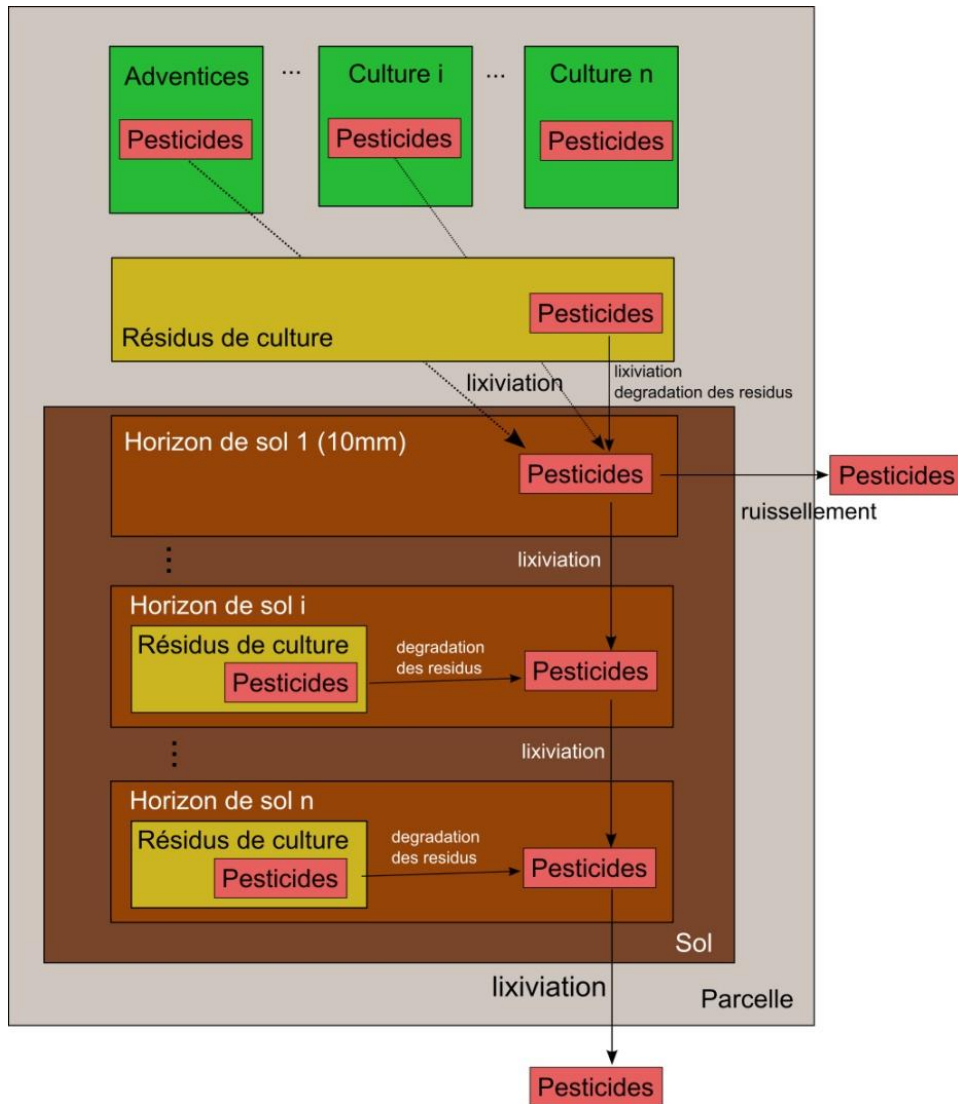 Adventices
...
Culture i
...
Culture n
Pesticides
Pesticides
Pesticides
Pesticides
Résidus de culture
lixiviation
lixiviation
degradation des residus
Horizon de sol 1 (10mm)
Pesticides
Pesticides
ruissellement
lixiviation
Horizon de sol i
Résidus de culture
Pesticides
degradation
des residus
Pesticides
lixiviation
Horizon de sol n
Résidus de culture
Pesticides
degradation
des residus
Pesticides
Sol
lixiviation
Parcelle
Pesticides